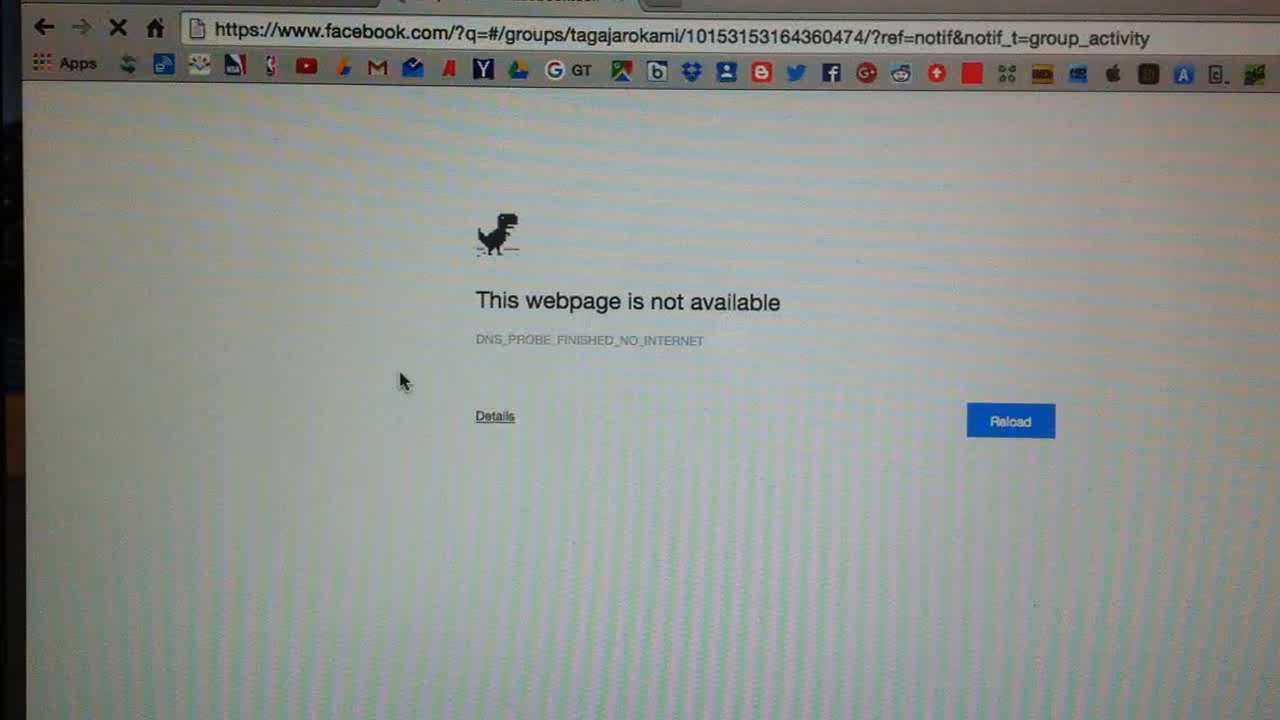 https://www.facebook.com/?q=#/groups/tagajarokami/10153153164360474/?ref=notif&notif_t=group_activity
Apps
GT
This webpage is not available
DNS_PROBE_FINISHED_NO_INTERNET
Details
Reload